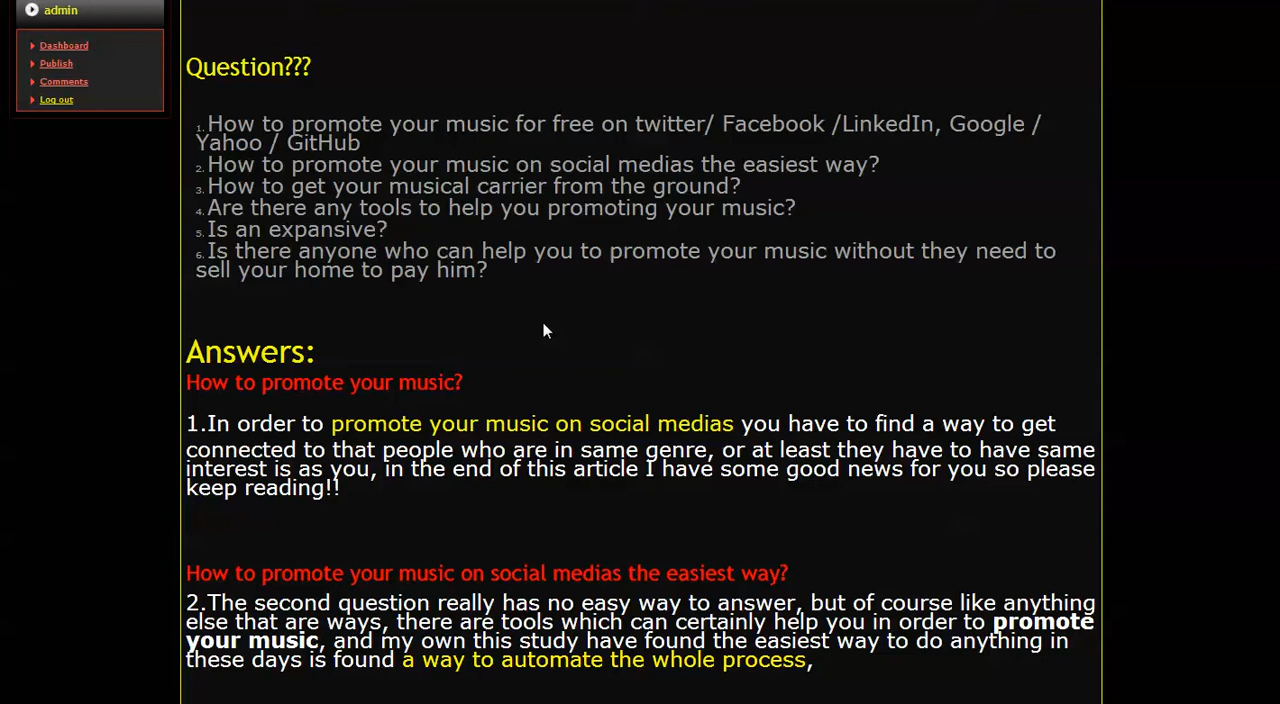 admin
Dashboard
Publish
Comments
Log out
Question???
1. How to promote your music for free on twitter/ Facebook /LinkedIn, Google /
Yahoo / GitHub
2. How to promote your music on social medias the easiest way?
3. How to get your musical carrier from the ground?
4. Are there any tools to help you promoting your music?
5. Is an expansive?
6. Is there anyone who can help you to promote your music without they need to
sell your home to pay him?
Answers:
How to promote your music?
1.In order to promote your music on social medias you have to find a way to get
connected to that people who are in same genre, or at least they have to have same
interest is as you, in the end of this article I have some good news for you so please
keep reading!!
How to promote your music on social medias the easiest way?
2.The second question really has no easy way to answer, but of course like anything
else that are ways, there are tools which can certainly help you in order to promote
your music, and my own this study have found the easiest way to do anything in
these days is found a way to automate the whole process,